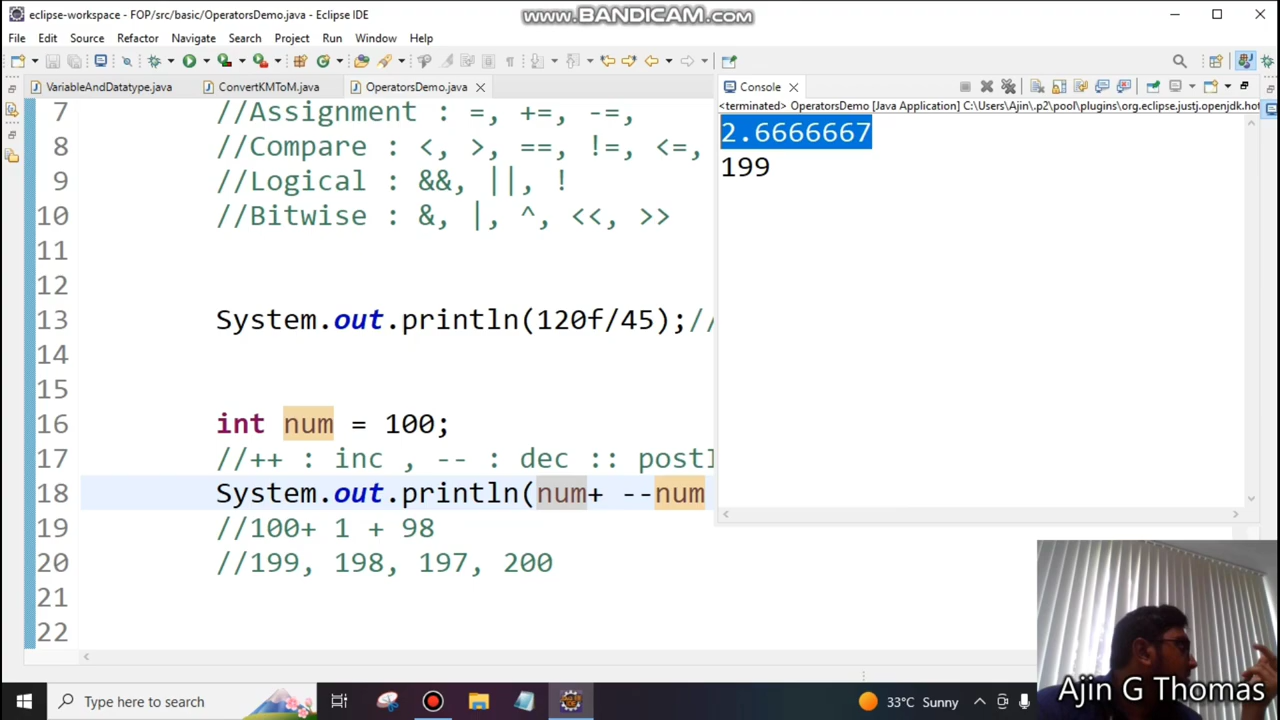 eclipse-workspace - FOP/src/basic/OperatorsDemo.java - Eclipse IDE
www.BANDICAM.com
File Edit Source Refactor Navigate Search Project Run Window Help
VariableAndDatatype.java ConvertKMToM.java OperatorsDemo.java
Console
<terminated> OperatorsDemo [Java Application] C:\Users\Ajin\.p2\pool\plugins\org.eclipse.justj.openjdk.hot
2.6666667
199
7 //Assignment : =, +=, -=,
8 //Compare : <, >, ==, !=, <=,
9 //Logical : &&, ||, !
10 //Bitwise : &, |, ^, <<, >>
11
12
13 System.out.println(120f/45);//
14
15
16 int num = 100;
17 //++ : inc , -- : dec :: postI
18 System.out.println(num+ --num
19 //100+ 1 + 98
20 //199, 198, 197, 200
21
22
Ajin G Thomas
Type here to search
33°C Sunny